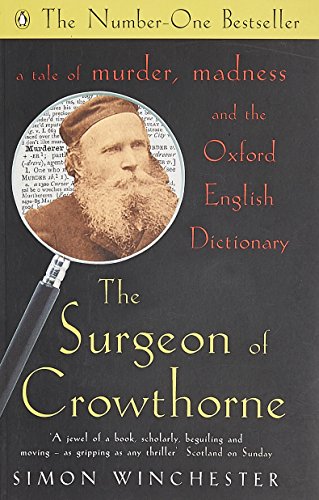 The Number-One Bestseller
a tale of murder, madness
and the
Oxford
English
Dictionary
Murderer
The
Surgeon of
Crowthorne
'A jewel of a book, scholarly, beguiling and
moving – as gripping as any thriller' Scotland on Sunday
SIMON WINCHESTER